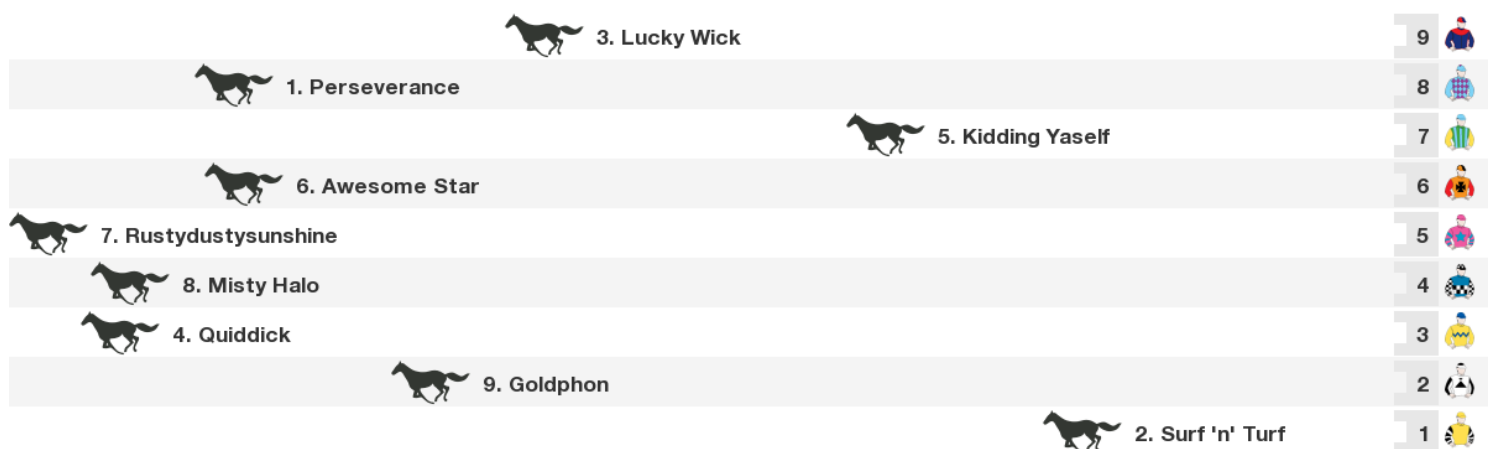 3. Lucky Wick 9
1. Perseverance 8
5. Kidding Yaself 7
6. Awesome Star 6
7. Rustydustysunshine 5
8. Misty Halo 4
4. Quiddick 3
9. Goldphon 2
2. Surf 'n' Turf 1